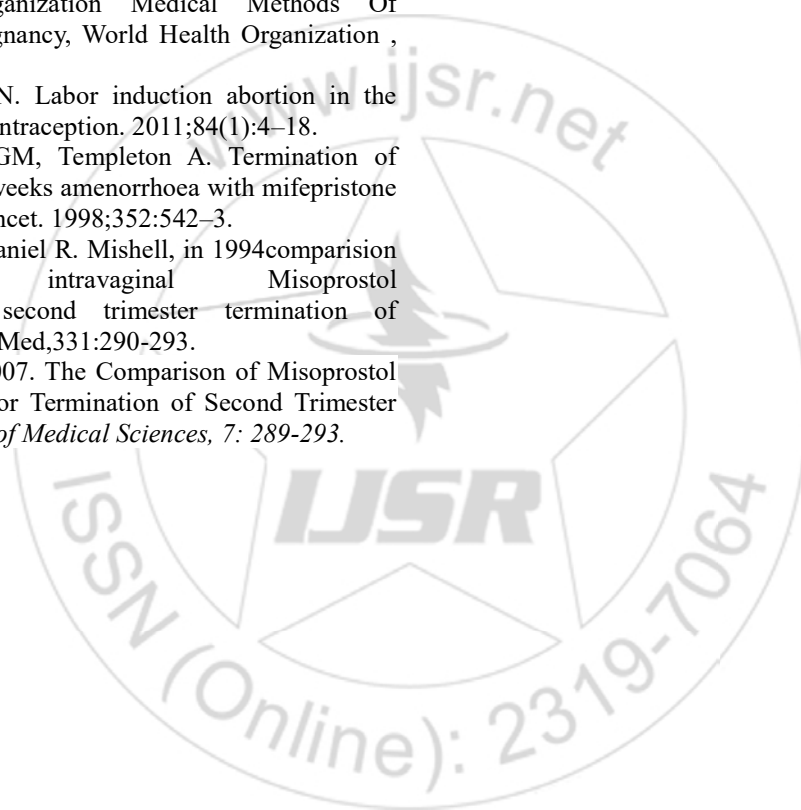 ganization Medical Methods Of
gnancy, World Health Organization ,
N. Labor induction abortion in the
ntraception. 2011;84(1):4–18.
GM, Templeton A. Termination of
weeks amenorrhoea with mifepristone
ncet. 1998;352:542–3.
aniel R. Mishell, in 1994comparision
intravaginal Misoprostol
second trimester termination of
Med,331:290-293.
007. The Comparison of Misoprostol
or Termination of Second Trimester
of Medical Sciences, 7: 289-293.
www.ijsr.net
IJSR
ISSN (Online): 2319-7064